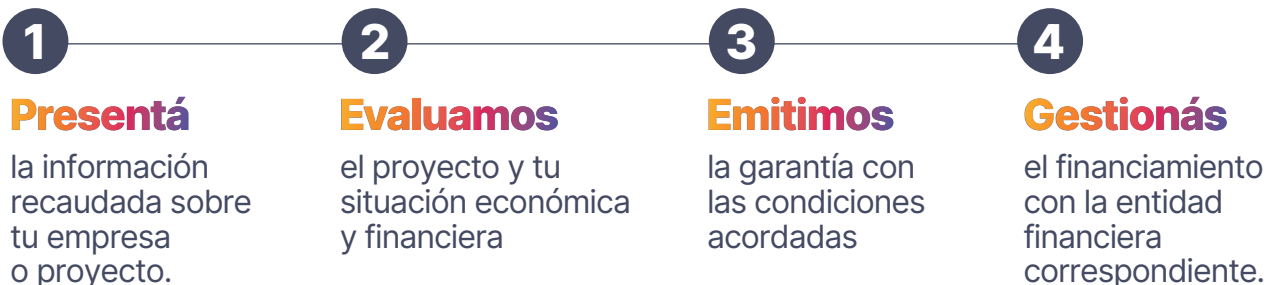 1
Presentá
la información
recaudada sobre
tu empresa
o proyecto.
2
Evaluamos
el proyecto y tu
situación económica
y financiera
3
Emitimos
la garantía con
las condiciones
acordadas
4
Gestionás
el financiamiento
con la entidad
financiera
correspondiente.